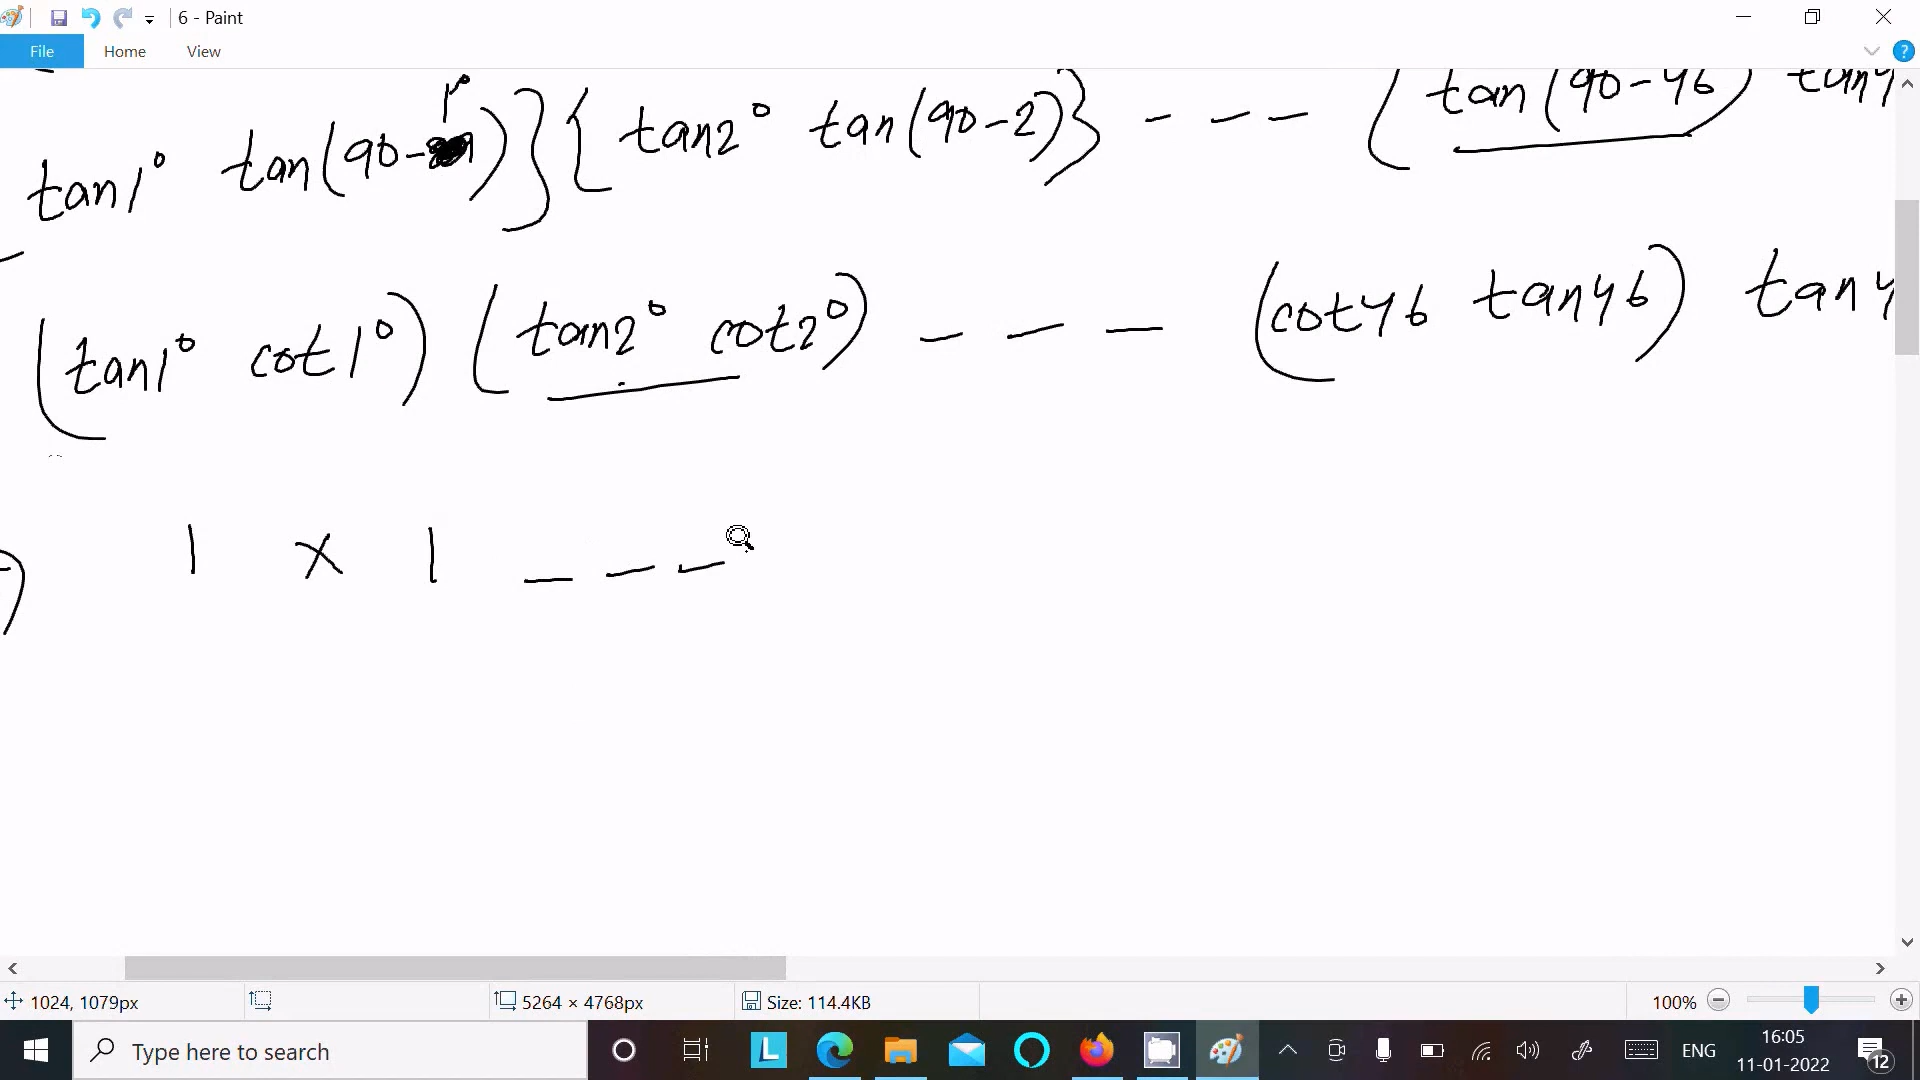 6 - Paint
File Home View
tan1° tan(90-1°)}{tan2° tan(90-2)} - - - (tan(90-46) tan4
(tan1° cot1°) (tan2° cot2°) - - - (cot46 tan46) tan4
1 × 1 - - -
1024, 1079px 5264 × 4768px Size: 114.4KB 100%
Type here to search
ENG
16:05
11-01-2022
12